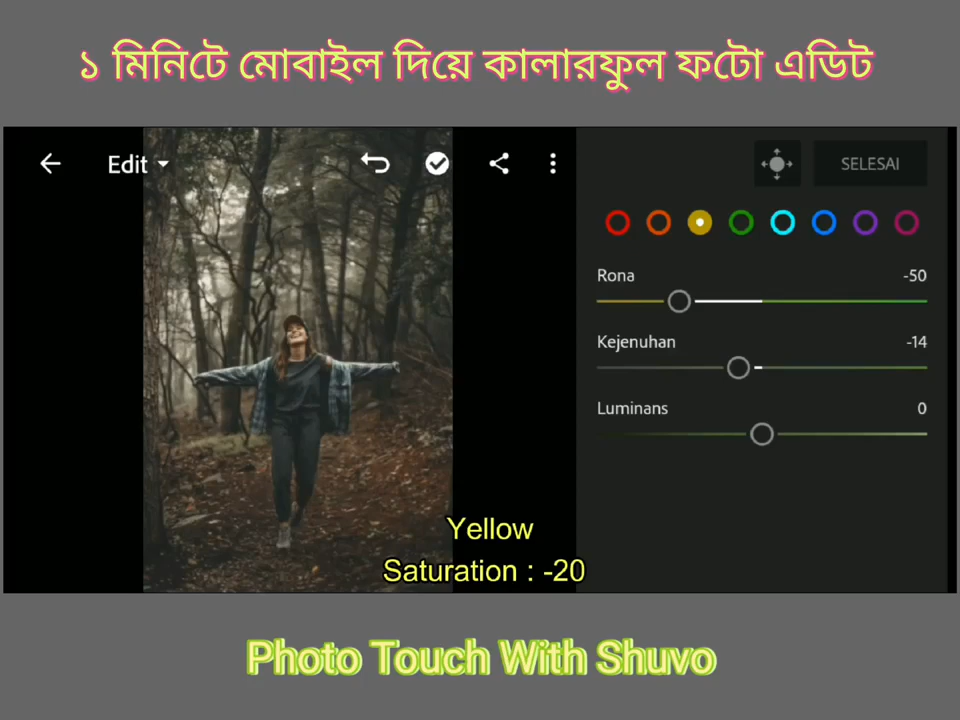 ১ মিনিটে মোবাইল দিয়ে কালারফুল ফটো এডিট
Edit
SELESAI
Rona -50
Kejenuhan -14
Luminans 0
Yellow
Saturation : -20
Photo Touch With Shuvo